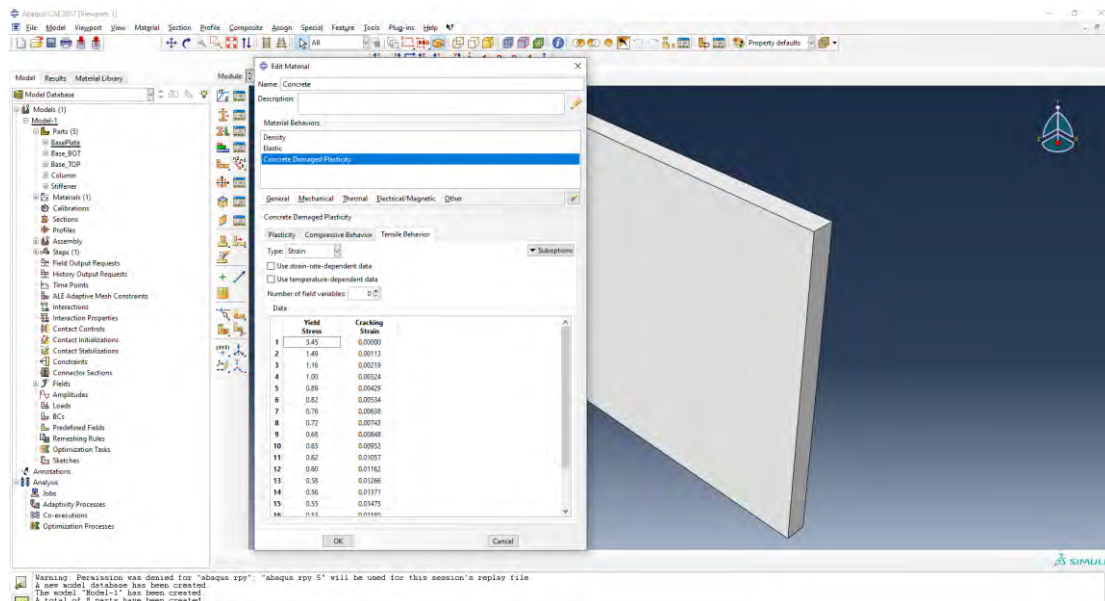 Abaqus/CAE 2017 [Viewport: 1]
File Model Viewport View Material Section Profile Composite Assign Special Feature Tools Plug-ins Help
All
Property defaults
Model Results Material Library
Module:
Model Database
Models (1)
Model-1
Parts (5)
BasePlate
Base_BOT
Base_TOP
Column
Stiffener
Materials (1)
Calibrations
Sections
Profiles
Assembly
Steps (1)
Field Output Requests
History Output Requests
Time Points
ALE Adaptive Mesh Constraints
Interactions
Interaction Properties
Contact Controls
Contact Initializations
Contact Stabilizations
Constraints
Connector Sections
Fields
Amplitudes
Loads
BCs
Predefined Fields
Remeshing Rules
Optimization Tasks
Sketches
Annotations
Analysis
Jobs
Adaptivity Processes
Co-executions
Optimization Processes
Edit Material
Name: Concrete
Description:
Material Behaviors
Density
Elastic
Concrete Damaged Plasticity
General Mechanical Thermal Electrical/Magnetic Other
Concrete Damaged Plasticity
Plasticity Compressive Behavior Tensile Behavior
Type: Strain
Suboptions
Use strain-rate-dependent data
Use temperature-dependent data
Number of field variables: 0
Data
Yield Stress Cracking Strain
1 3,45 0,00000
2 1,49 0,00113
3 1,16 0,00219
4 1,00 0,00324
5 0,89 0,00429
6 0,82 0,00534
7 0,76 0,00638
8 0,72 0,00743
9 0,68 0,00848
10 0,65 0,00952
11 0,62 0,01057
12 0,60 0,01162
13 0,58 0,01266
14 0,56 0,01371
15 0,55 0,01475
16 0,53 0,01580
OK Cancel
Warning: Permission was denied for "abaqus.rpy"; "abaqus.rpy.5" will be used for this session's replay file.
A new model database has been created.
The model "Model-1" has been created.